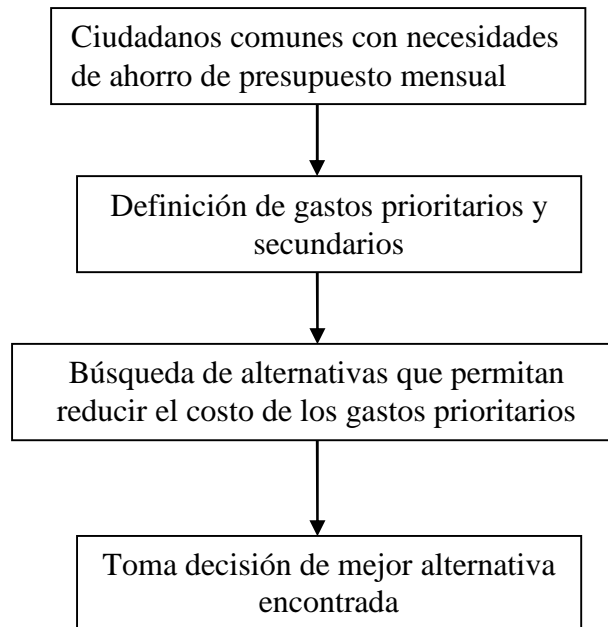 Ciudadanos comunes con necesidades
de ahorro de presupuesto mensual
Definición de gastos prioritarios y
secundarios
Búsqueda de alternativas que permitan
reducir el costo de los gastos prioritarios
Toma decisión de mejor alternativa
encontrada